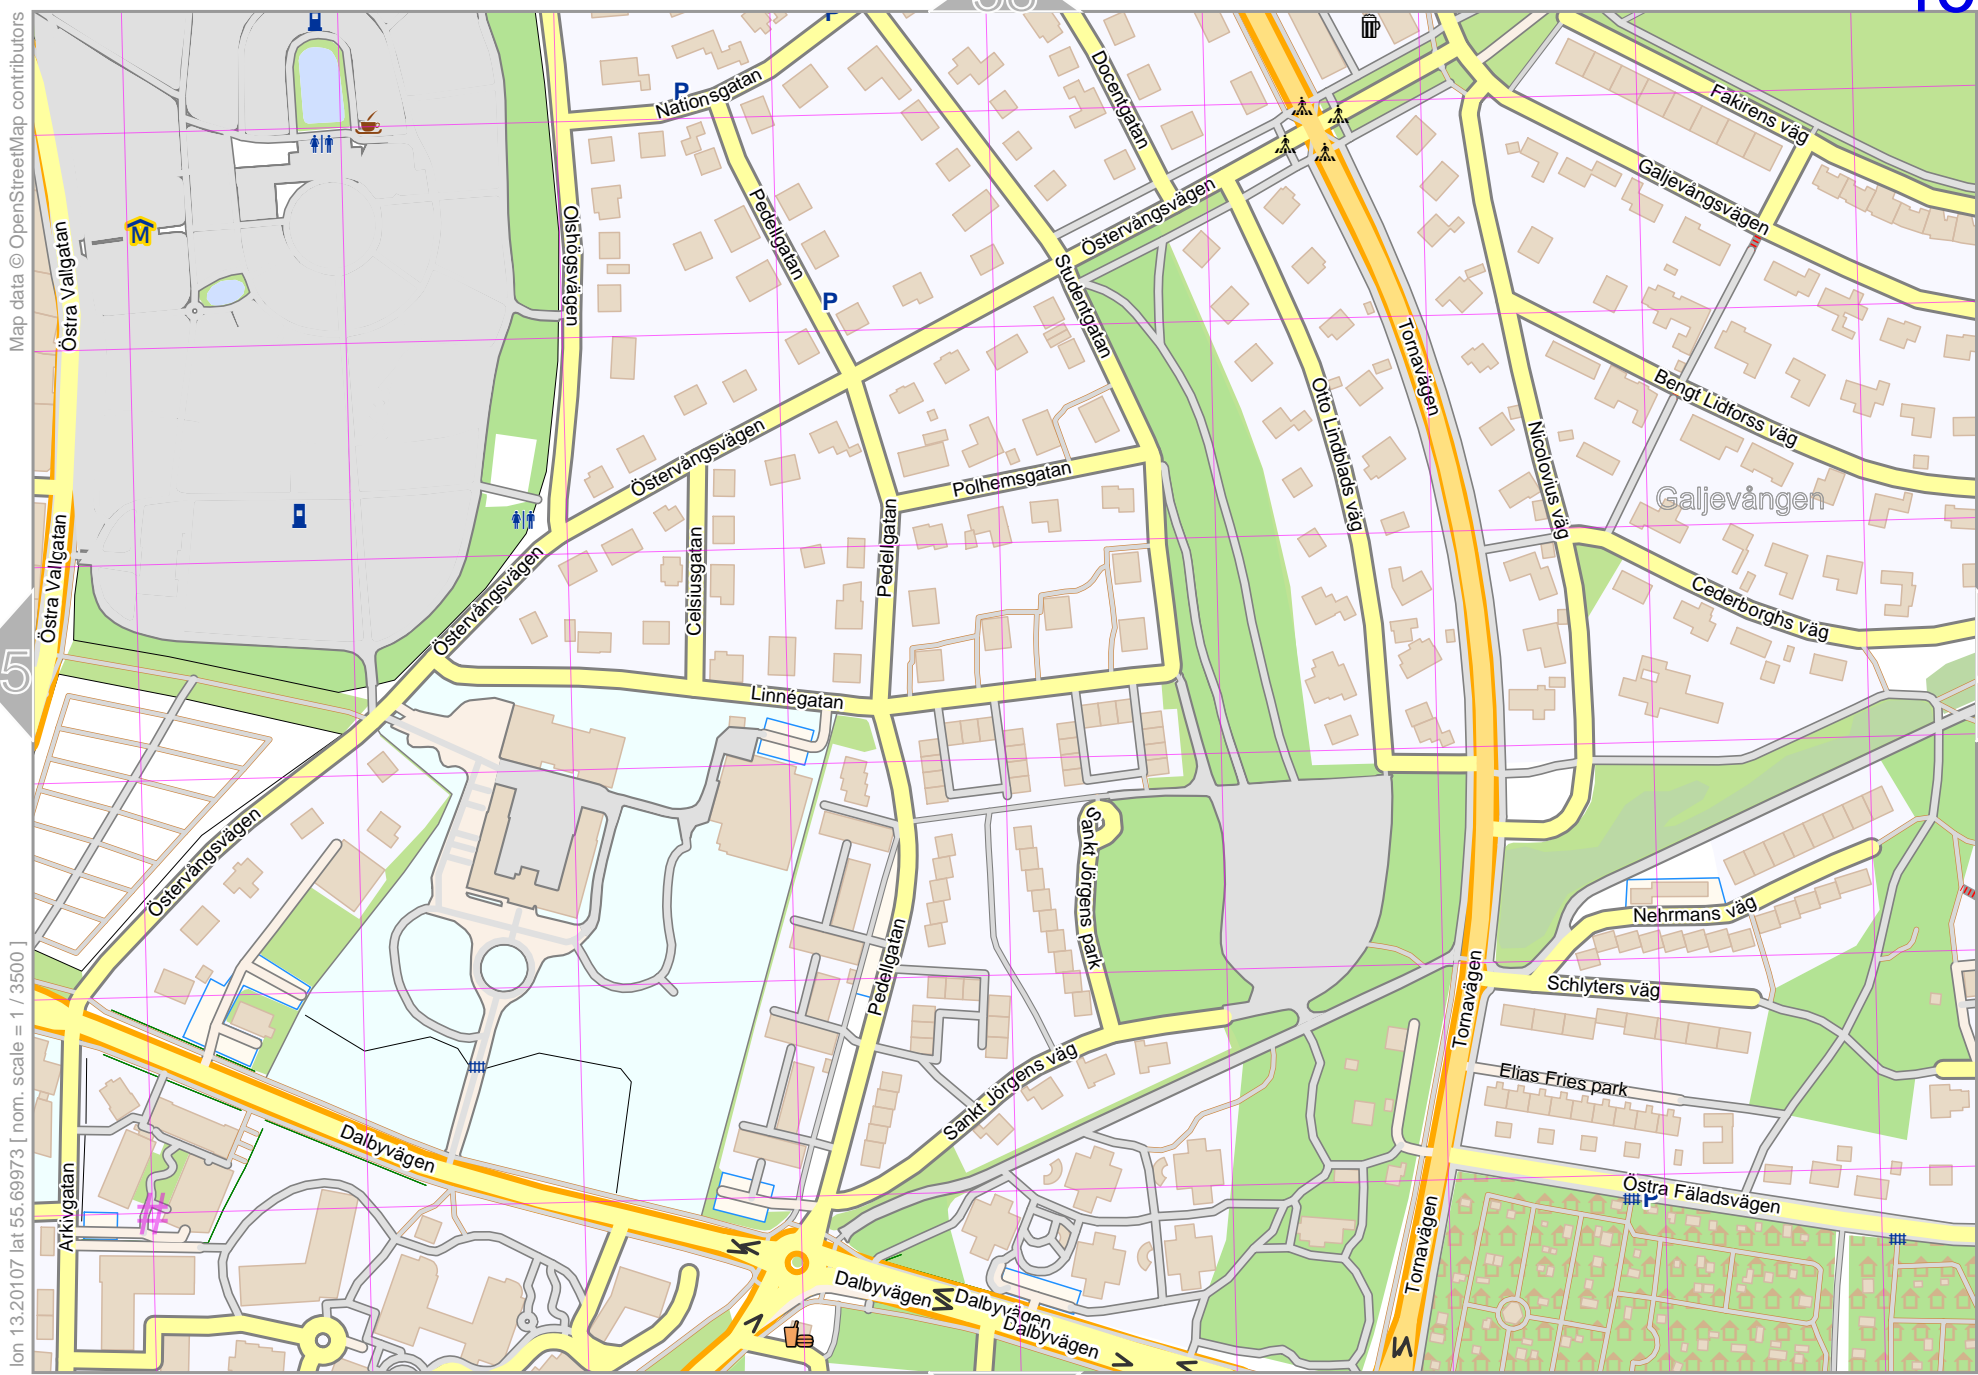 Map data © OpenStreetMap contributors
lon 13.20107 lat 55.69973 [ nom. scale = 1 / 3500 ]
5
P
Nationsgatan
Docentgatan
Fakirens väg
Galjevångsvägen
Östervångsvägen
Pedellgatan
Olshögsvägen
Östra Vallgatan
M
P
Studentgatan
Tornavägen
Otto Lindblads väg
Bengt Lidforss väg
Nicolovius väg
Galjevången
Östervångsvägen
Polhemsgatan
Pedellgatan
Celsiusgatan
Östra Vallgatan
Östervångsvägen
Cederborghs väg
Linnégatan
Östervångsvägen
Sankt Jörgens park
Nehrmans väg
Pedellgatan
Schlyters väg
Tornavägen
Elias Fries park
Sankt Jörgens väg
Dalbyvägen
Arkivgatan
Östra Fäladsvägen
P
Tornavägen
Dalbyvägen
Dalbyvägen
Dalbyvägen